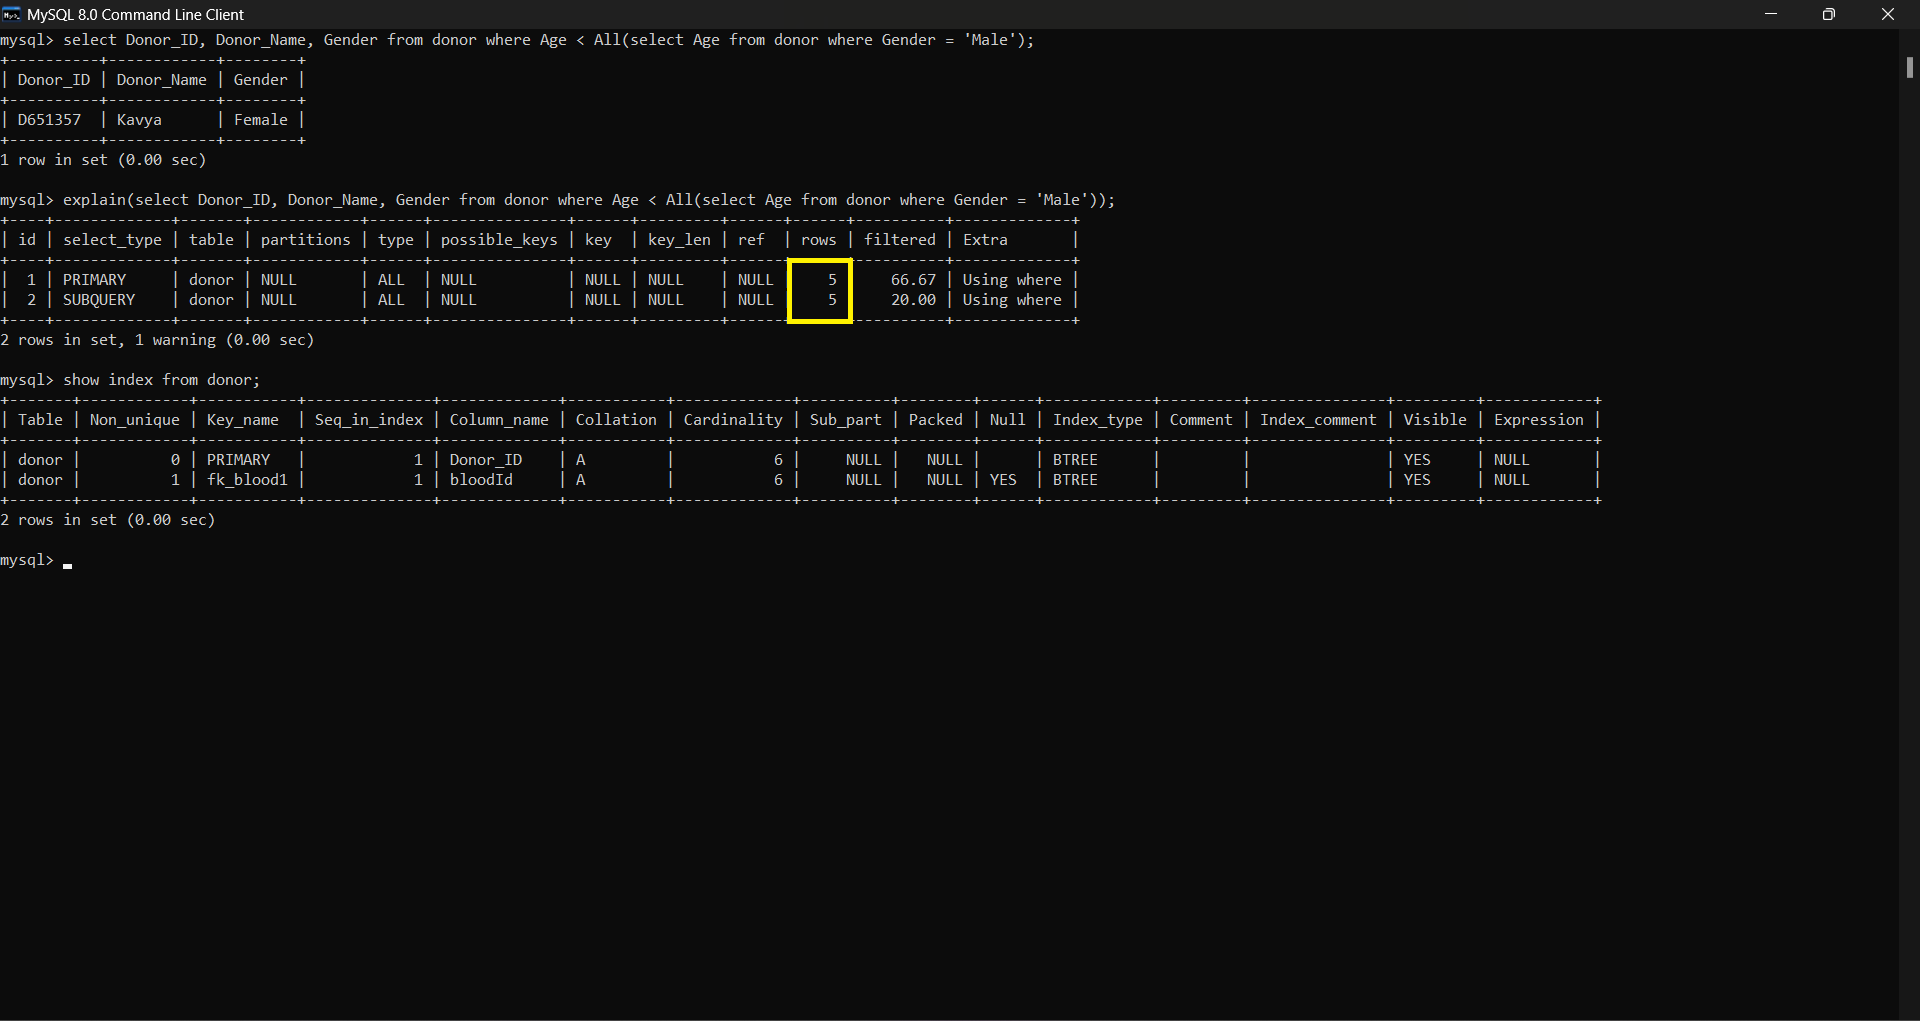 MySQL 8.0 Command Line Client
mysql> select Donor_ID, Donor_Name, Gender from donor where Age < All(select Age from donor where Gender = 'Male');
+----------+------------+--------+
| Donor_ID | Donor_Name | Gender |
+----------+------------+--------+
| D651357  | Kavya      | Female |
+----------+------------+--------+
1 row in set (0.00 sec)

mysql> explain(select Donor_ID, Donor_Name, Gender from donor where Age < All(select Age from donor where Gender = 'Male'));
+----+-------------+-------+------------+------+---------------+------+---------+------+------+----------+-------------+
| id | select_type | table | partitions | type | possible_keys | key  | key_len | ref  | rows | filtered | Extra       |
+----+-------------+-------+------------+------+---------------+------+---------+------+------+----------+-------------+
|  1 | PRIMARY     | donor | NULL       | ALL  | NULL          | NULL | NULL    | NULL |    5 |    66.67 | Using where |
|  2 | SUBQUERY    | donor | NULL       | ALL  | NULL          | NULL | NULL    | NULL |    5 |    20.00 | Using where |
+----+-------------+-------+------------+------+---------------+------+---------+------+------+----------+-------------+
2 rows in set, 1 warning (0.00 sec)

mysql> show index from donor;
+-------+------------+-----------+--------------+-------------+-----------+-------------+----------+--------+------+------------+---------+---------------+---------+------------+
| Table | Non_unique | Key_name  | Seq_in_index | Column_name | Collation | Cardinality | Sub_part | Packed | Null | Index_type | Comment | Index_comment | Visible | Expression |
+-------+------------+-----------+--------------+-------------+-----------+-------------+----------+--------+------+------------+---------+---------------+---------+------------+
| donor |          0 | PRIMARY   |            1 | Donor_ID    | A         |           6 |     NULL |   NULL |      | BTREE      |         |               | YES     | NULL       |
| donor |          1 | fk_blood1 |            1 | bloodId     | A         |           6 |     NULL |   NULL | YES  | BTREE      |         |               | YES     | NULL       |
+-------+------------+-----------+--------------+-------------+-----------+-------------+----------+--------+------+------------+---------+---------------+---------+------------+
2 rows in set (0.00 sec)

mysql> _